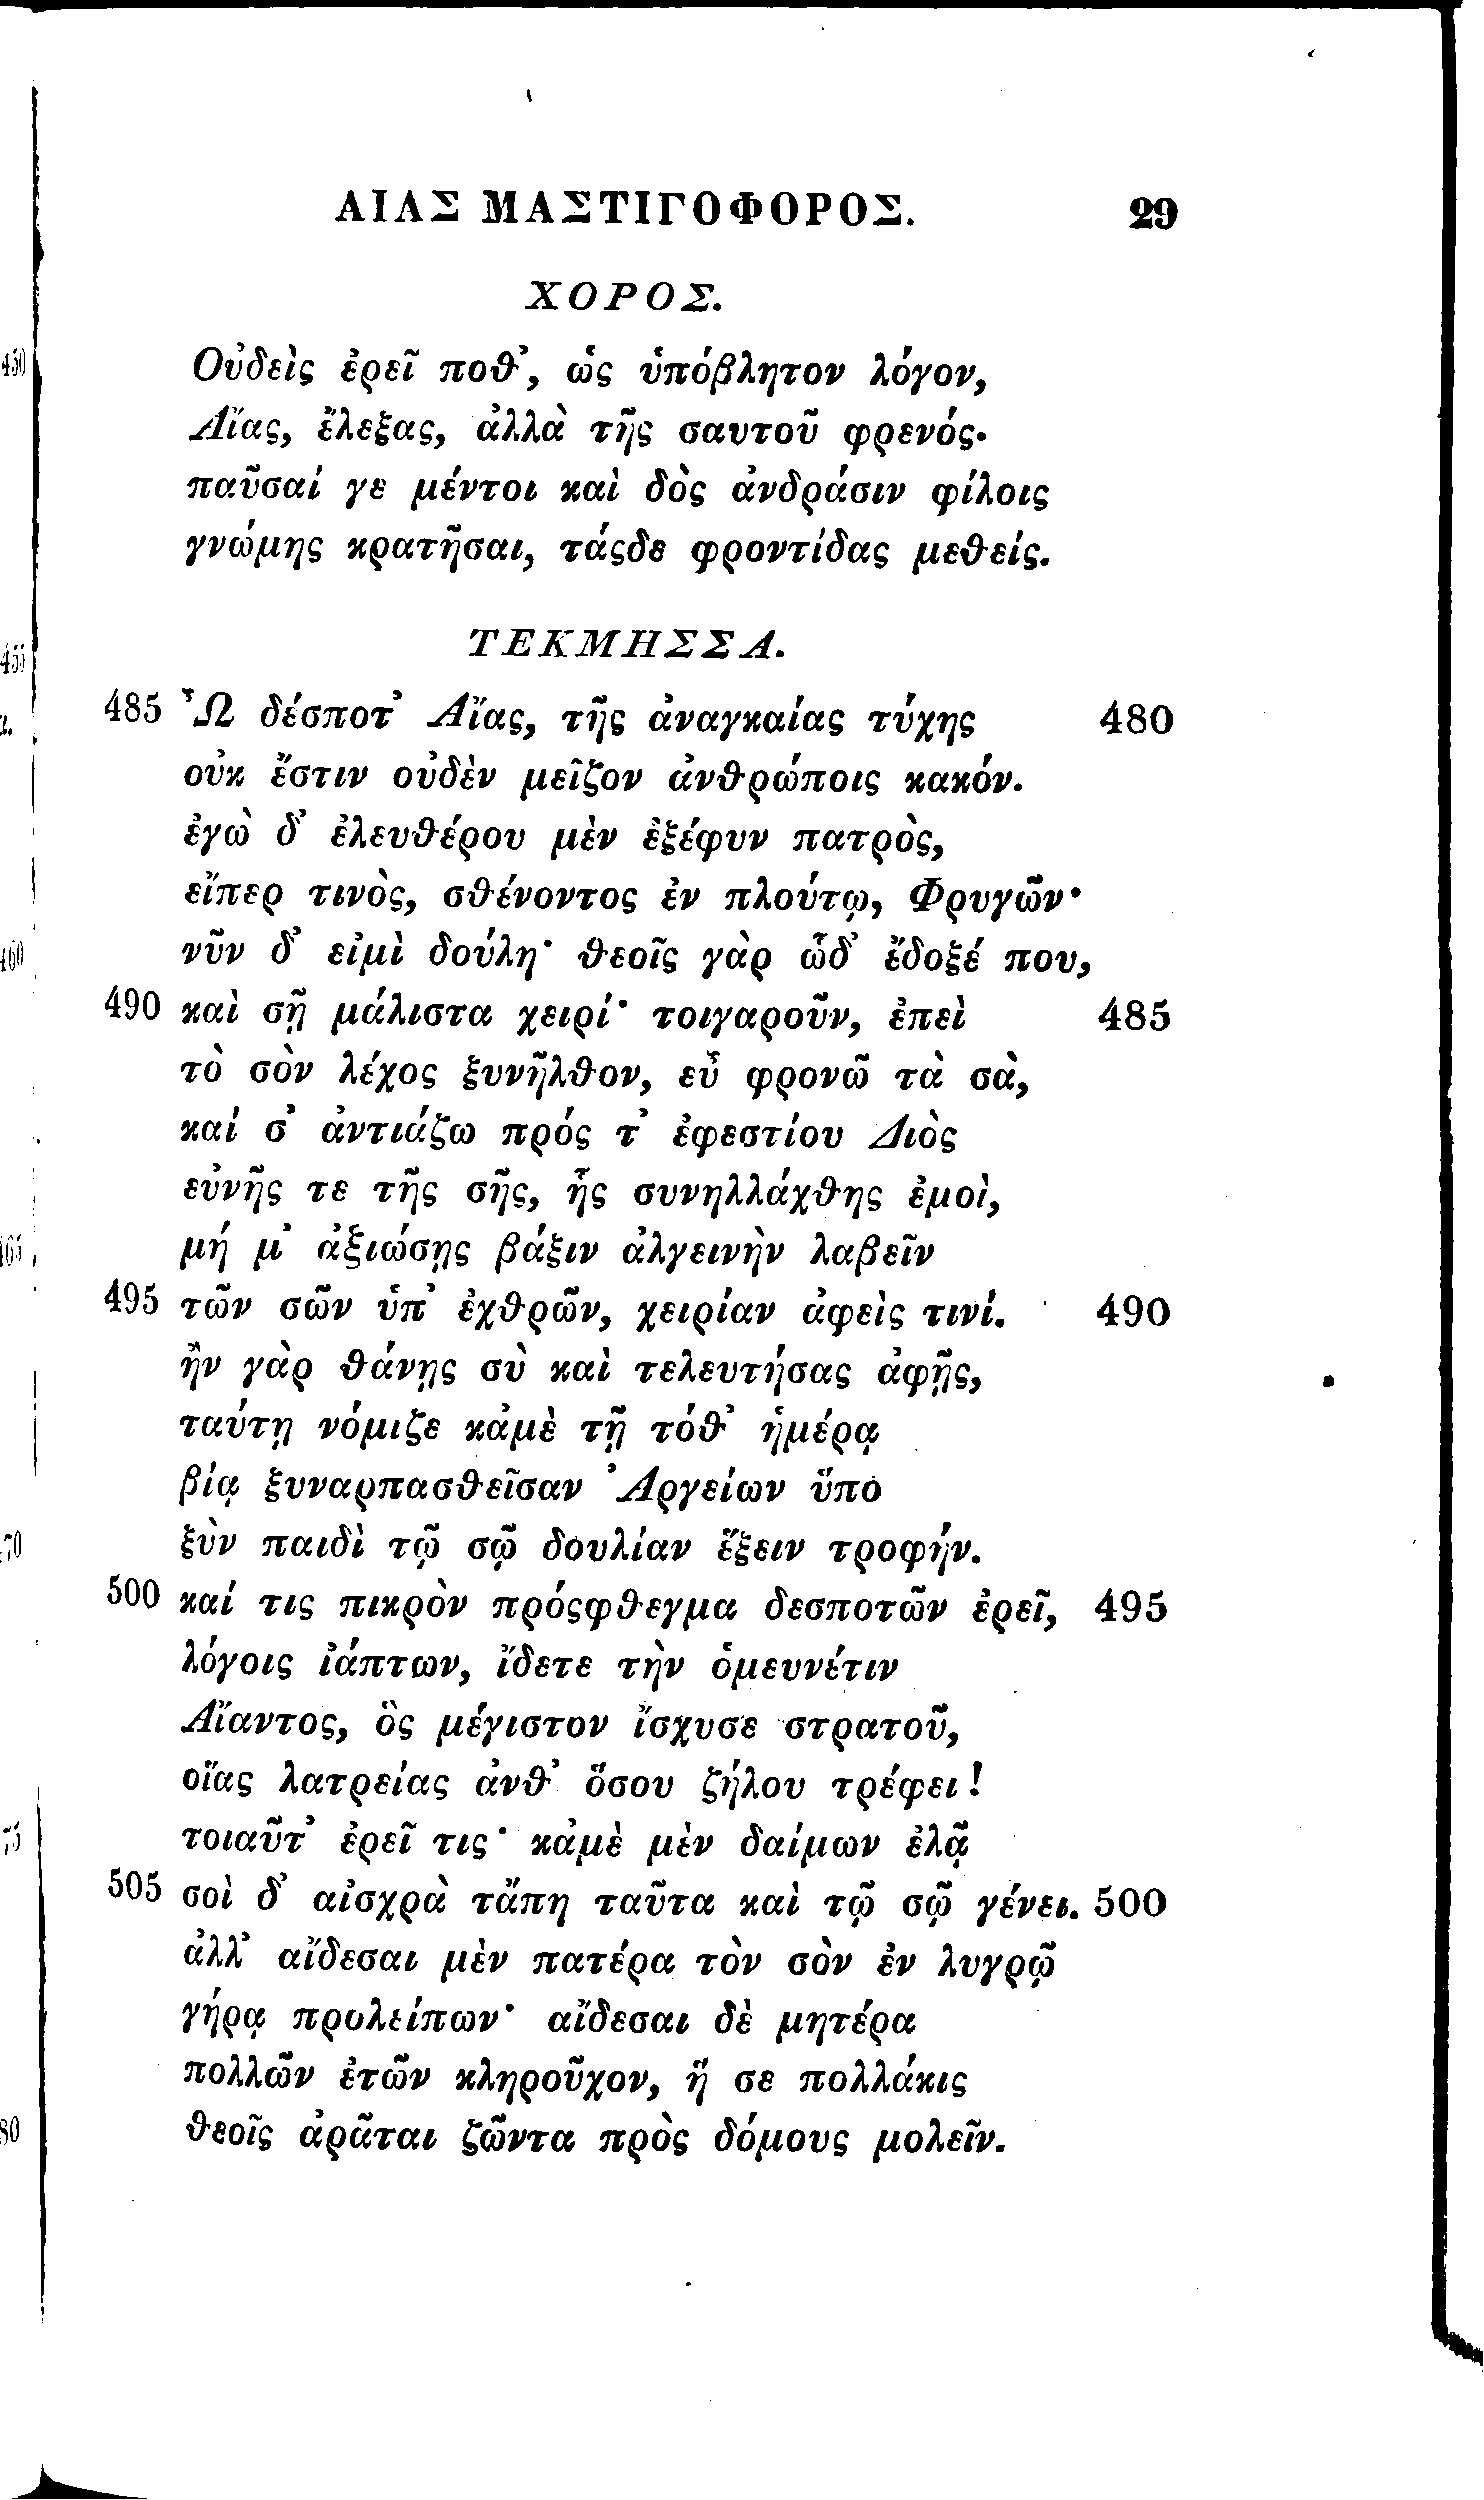 ΑΙΑΣ ΜΑΣΤΙΓΟΦΟΡΟΣ. 29
ΧΟΡΟΣ.
Οὐδεὶς ἐρεῖ ποθ’, ὡς ὑπόβλητον λόγον,
Αἴας, ἔλεξας, ἀλλὰ τῆς σαυτοῦ φρενός·
παῦσαί γε μέντοι καὶ δὸς ἀνδράσιν φίλοις
γνώμης κρατῆσαι, τάςδε φροντίδας μεθείς.
ΤΕΚΜΗΣΣΑ.
485 Ὦ δέσποτ’ Αἴας, τῆς ἀναγκαίας τύχης 480
οὐκ ἔστιν οὐδὲν μεῖζον ἀνθρώποις κακόν.
ἐγὼ δ’ ἐλευθέρου μὲν ἐξέφυν πατρὸς,
εἴπερ τινὸς, σθένοντος ἐν πλούτῳ, Φρυγῶν·
νῦν δ’ εἰμὶ δούλη· θεοῖς γὰρ ὧδ’ ἔδοξέ που,
490 καὶ σῇ μάλιστα χειρί· τοιγαροῦν, ἐπεὶ 485
τὸ σὸν λέχος ξυνῆλθον, εὖ φρονῶ τὰ σὰ,
καί σ’ ἀντιάζω πρός τ’ ἐφεστίου Διὸς
εὐνῆς τε τῆς σῆς, ἧς συνηλλάχθης ἐμοὶ,
μή μ’ ἀξιώσῃς βάξιν ἀλγεινὴν λαβεῖν
495 τῶν σῶν ὑπ’ ἐχθρῶν, χειρίαν ἀφεὶς τινί. 490
ἢν γὰρ θάνῃς σὺ καὶ τελευτήσας ἀφῇς,
ταύτῃ νόμιζε κἀμὲ τῇ τόθ’ ἡμέρᾳ
βίᾳ ξυναρπασθεῖσαν Ἀργείων ὕπο
ξὺν παιδὶ τῷ σῷ δουλίαν ἕξειν τροφήν.
500 καί τις πικρὸν πρόςφθεγμα δεσποτῶν ἐρεῖ, 495
λόγοις ἰάπτων, ἴδετε τὴν ὁμευνέτιν
Αἴαντος, ὃς μέγιστον ἴσχυσε στρατοῦ,
οἵας λατρείας ἀνθ’ ὅσου ζήλου τρέφει!
τοιαῦτ’ ἐρεῖ τις· κἀμὲ μὲν δαίμων ἐλᾷ
505 σοὶ δ’ αἰσχρὰ τἄπη ταῦτα καὶ τῷ σῷ γένει. 500
ἀλλ’ αἴδεσαι μὲν πατέρα τὸν σὸν ἐν λυγρῷ
γήρᾳ προλείπων· αἴδεσαι δὲ μητέρα
πολλῶν ἐτῶν κληροῦχον, ἥ σε πολλάκις
θεοῖς ἀρᾶται ζῶντα πρὸς δόμους μολεῖν.